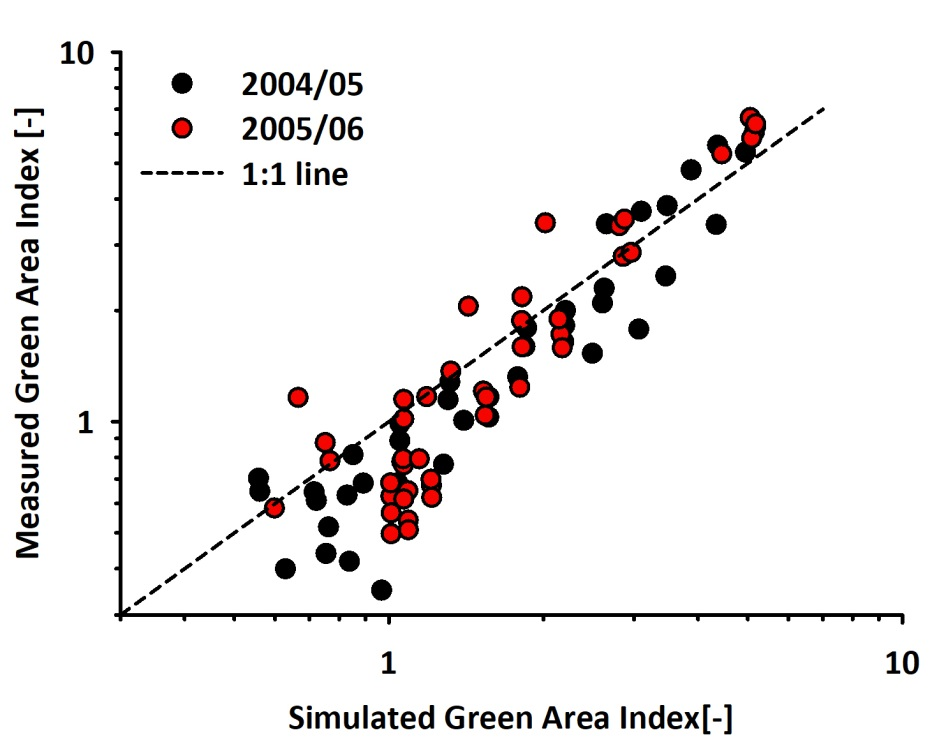 10
2004/05
2005/06
1:1 line
Measured Green Area Index [-]
1
1
10
Simulated Green Area Index[-]